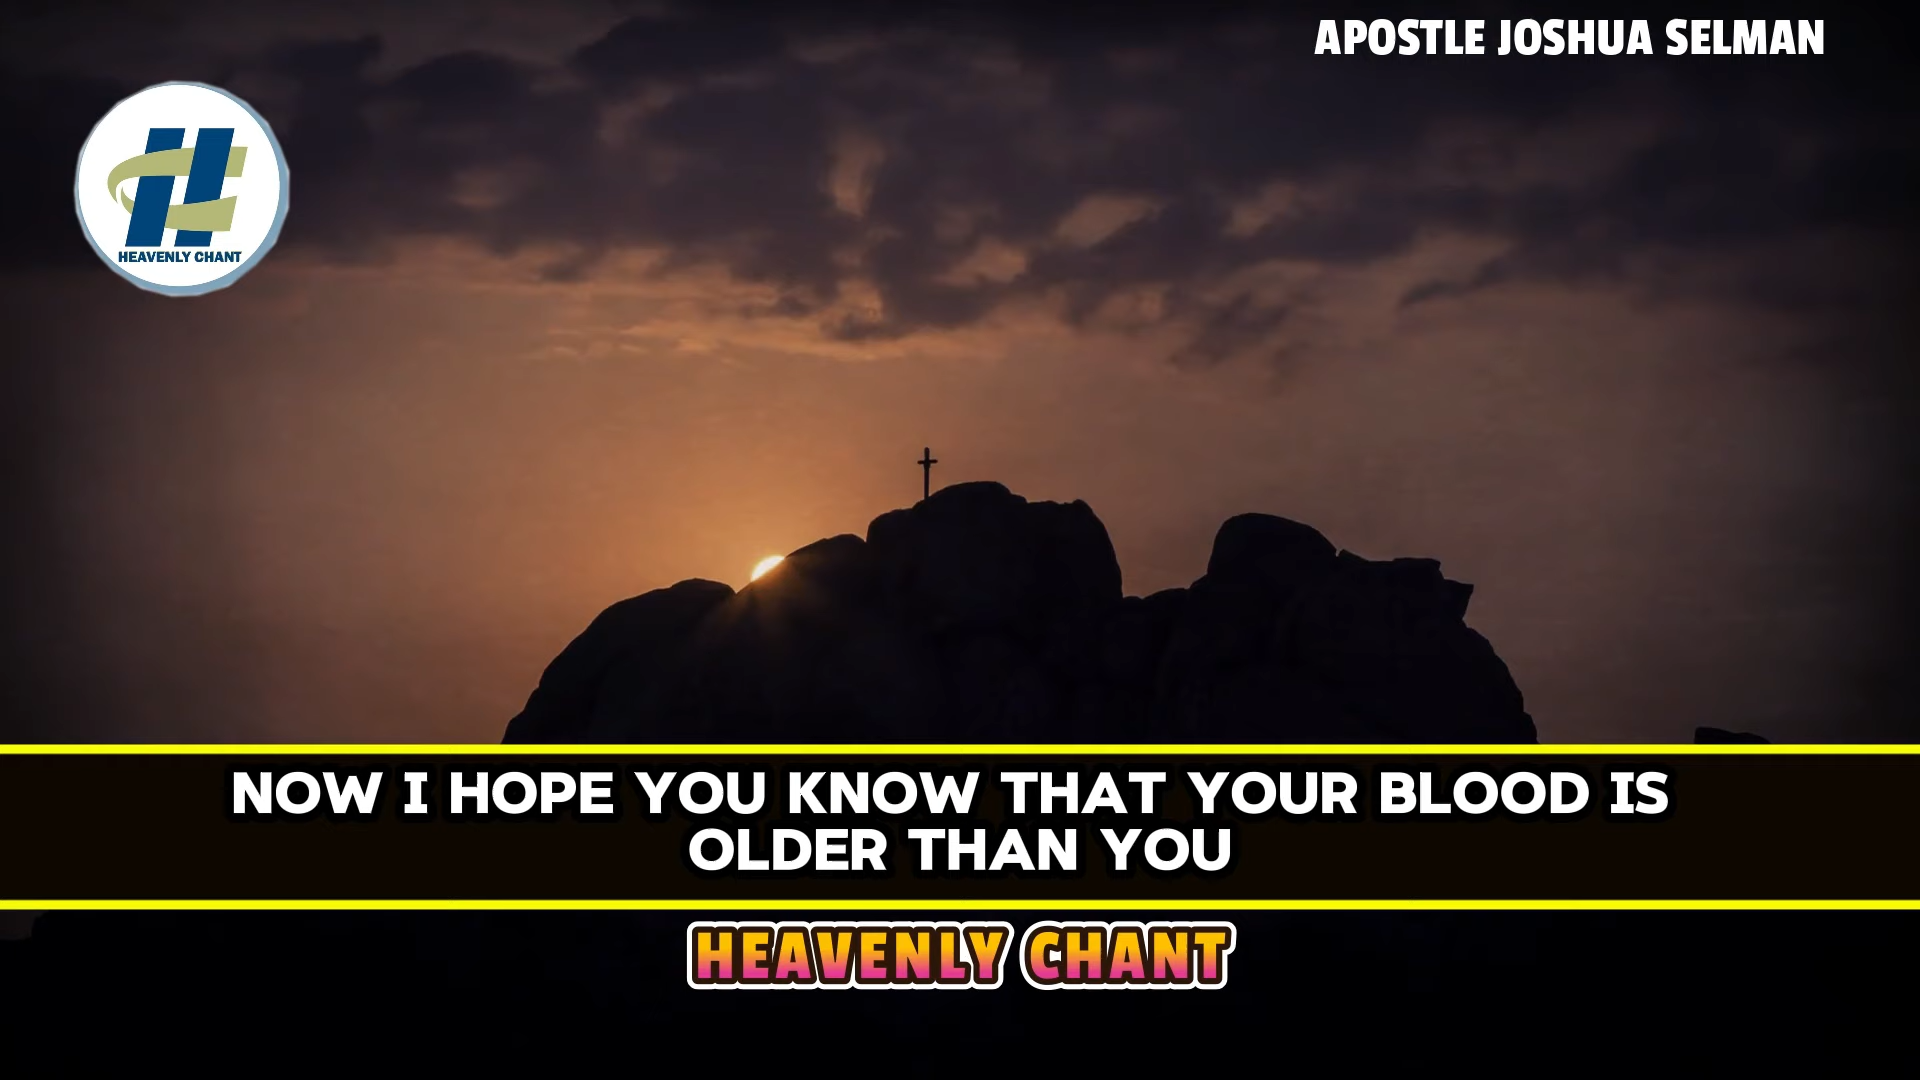 APOSTLE JOSHUA SELMAN
HEAVENLY CHANT
NOW I HOPE YOU KNOW THAT YOUR BLOOD IS
OLDER THAN YOU
HEAVENLY CHANT